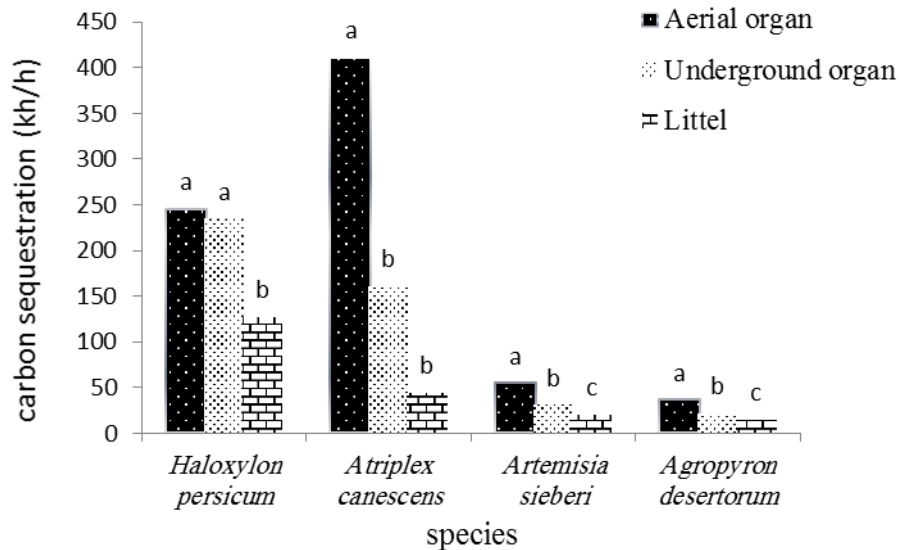 carbon sequestration (kh/h)
450
400
350
300
250
200
150
100
50
0
a
a
b
a
b
b
a
b
c
a
b
c
Aerial organ
Underground organ
Littel
Haloxylon
persicum
Atriplex
canescens
Artemisia
sieberi
Agropyron
desertorum
species